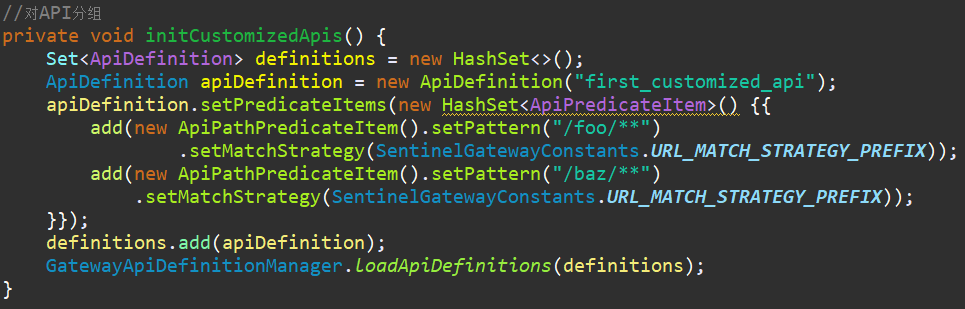 //对API分组
private void initCustomizedApis() {
Set<ApiDefinition> definitions = new HashSet<>();
ApiDefinition apiDefinition = new ApiDefinition("first_customized_api");
apiDefinition.setPredicateItems(new HashSet<ApiPredicateItem>() {{
add(new ApiPathPredicateItem().setPattern("/foo/**")
.setMatchStrategy(SentinelGatewayConstants.URL_MATCH_STRATEGY_PREFIX));
add(new ApiPathPredicateItem().setPattern("/baz/**")
.setMatchStrategy(SentinelGatewayConstants.URL_MATCH_STRATEGY_PREFIX));
}});
definitions.add(apiDefinition);
GatewayApiDefinitionManager.loadApiDefinitions(definitions);
}